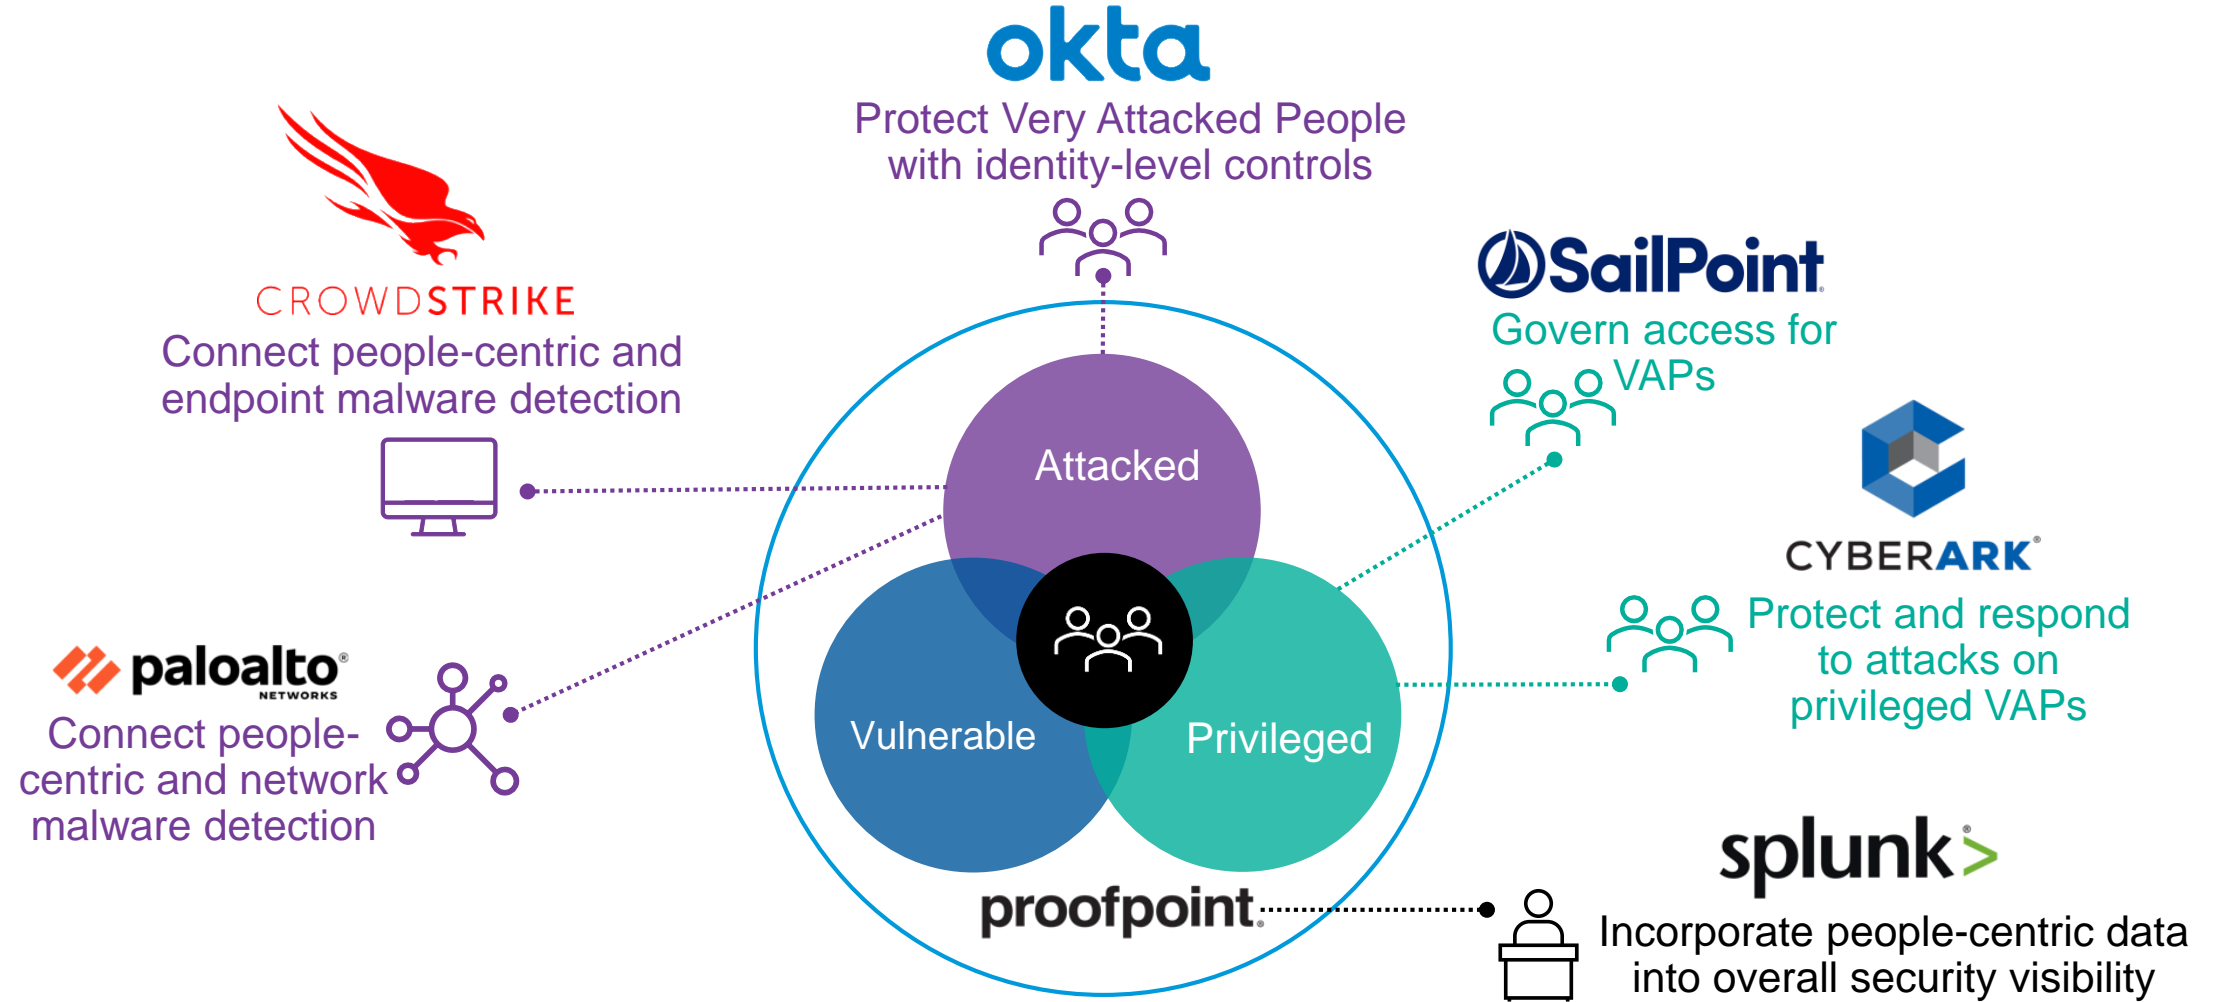 okta
Protect Very Attacked People
with identity-level controls
CROWDSTRIKE
Connect people-centric and
endpoint malware detection
SailPoint
Govern access for
VAPs
CYBERARK®
Protect and respond
to attacks on
privileged VAPs
paloalto®
NETWORKS
Connect people-
centric and network
malware detection
Attacked
Vulnerable
Privileged
proofpoint®
splunk>®
Incorporate people-centric data
into overall security visibility